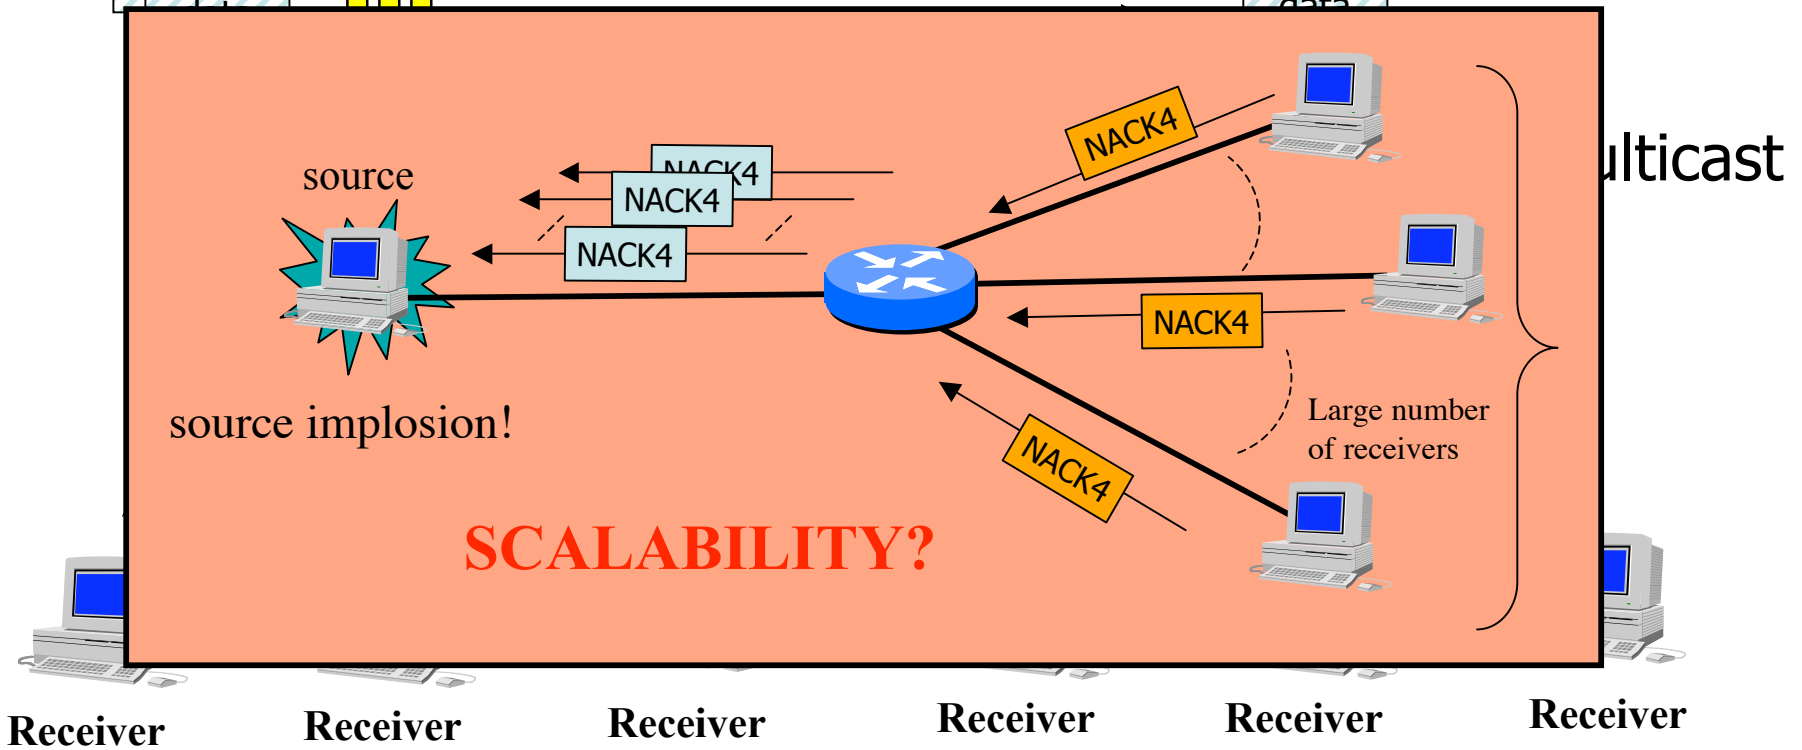 data
NACK4
ulticast
source
NACK4
NACK4
NACK4
NACK4
source implosion!
Large number
of receivers
NACK4
SCALABILITY?
Receiver
Receiver
Receiver
Receiver
Receiver
Receiver